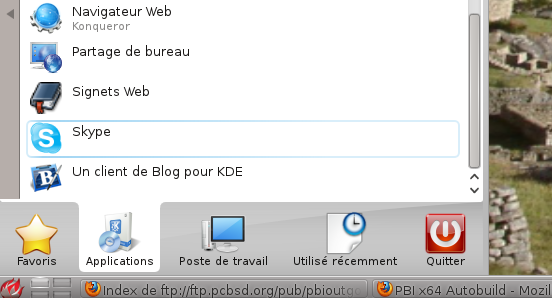 Navigateur Web
Konqueror
Partage de bureau
Signets Web
Skype
Un client de Blog pour KDE
Favoris
Applications
Poste de travail
Utilisé récemment
Quitter
Index de ftp://ftp.pcbsd.org/pub/pbioutgo
PBI x64 Autobuild - Mozil